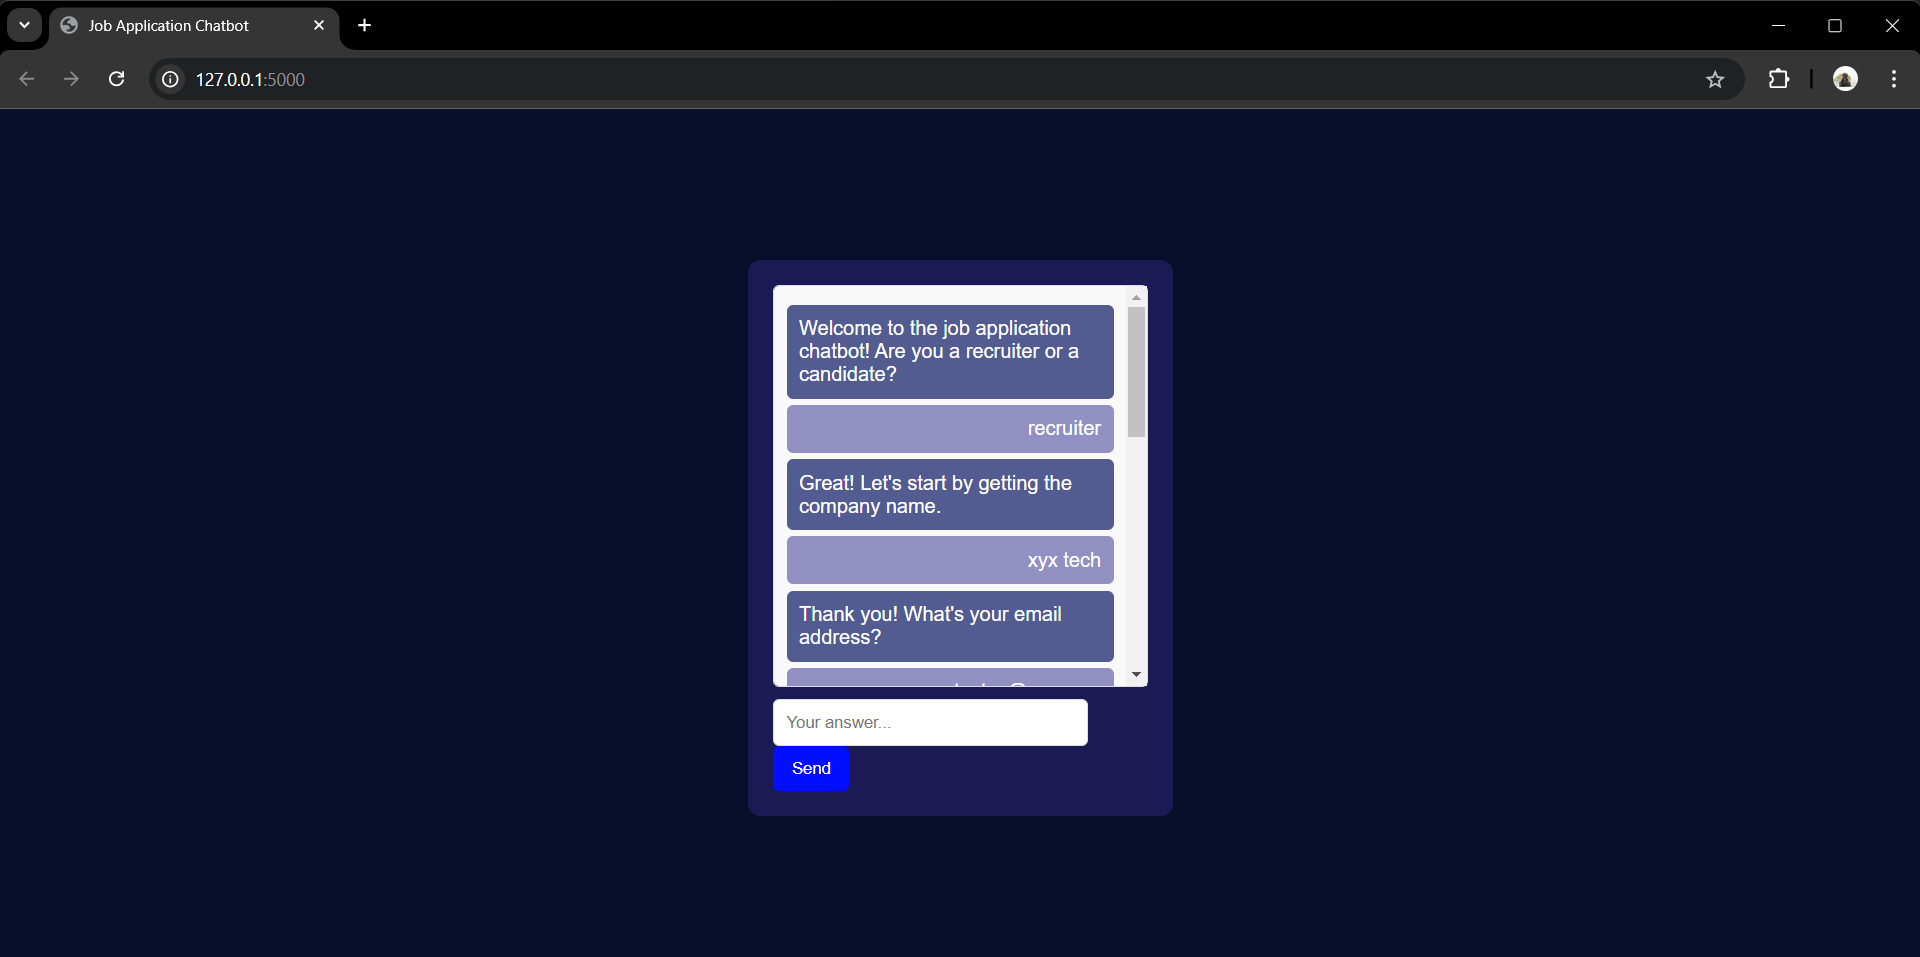 Job Application Chatbot
127.0.0.1:5000
Welcome to the job application
chatbot! Are you a recruiter or a
candidate?
recruiter
Great! Let's start by getting the
company name.
xyx tech
Thank you! What's your email
address?
Your answer...
Send